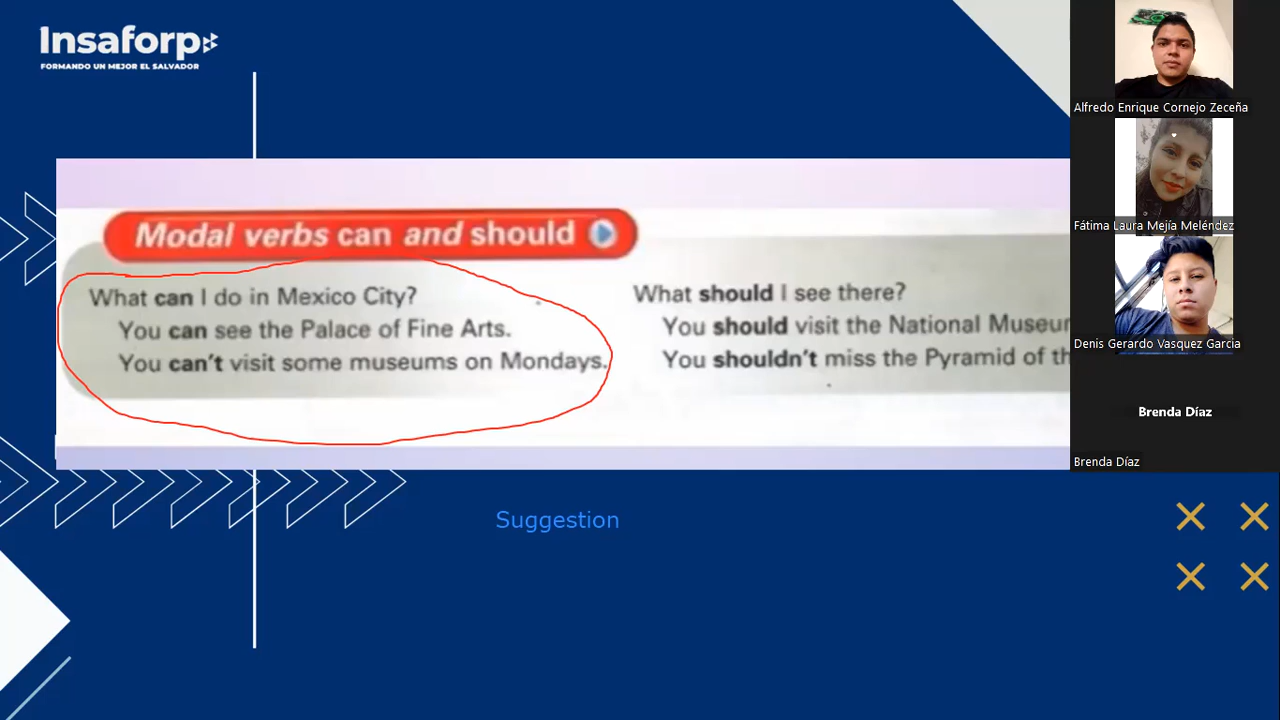 Insaforp
FORMANDO UN MEJOR EL SALVADOR
Modal verbs can and should
What can I do in Mexico City?
You can see the Palace of Fine Arts.
You can't visit some museums on Mondays.
What should I see there?
You should visit the National
You shouldn't miss the Pyramid of
Suggestion
Alfredo Enrique Cornejo Zeceña
Fátima Laura Mejía Meléndez
Denis Gerardo Vasquez Garcia
Brenda Díaz
Brenda Díaz